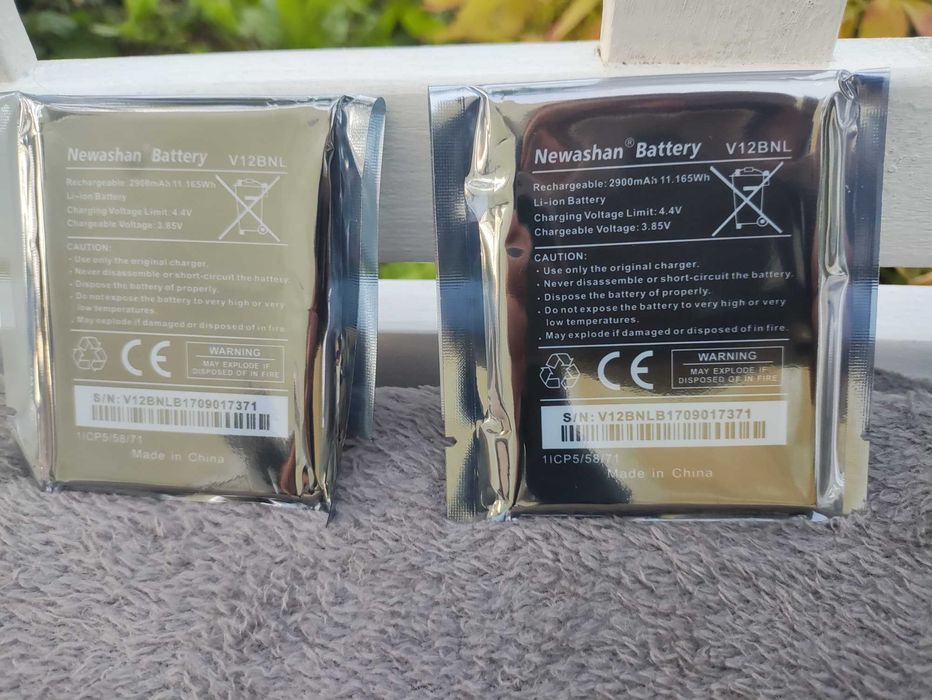 Newashan Battery V12BNL
Rechargeable: 2900mAh 11.165Wh
Li-ion Battery
Charging Voltage Limit: 4.4V
Chargeable Voltage: 3.85V
CAUTION:
· Use only the original charger.
· Never disassemble or short-circuit the battery.
· Dispose the battery of properly.
· Do not expose the battery to very high or very
low temperatures.
· May explode if damaged or disposed of in fire.
CE
WARNING
MAY EXPLODE IF
DISPOSED OF IN FIRE
S/N: V12BNLB1709017371
1ICP5/58/71
Made in China
Newashan® Battery V12BNL
Rechargeable: 2900mAh 11.165Wh
Li-ion Battery
Charging Voltage Limit: 4.4V
Chargeable Voltage: 3.85V
CAUTION:
· Use only the original charger.
· Never disassemble or short-circuit the battery.
· Dispose the battery of properly.
· Do not expose the battery to very high or very
low temperatures.
· May explode if damaged or disposed of in fire.
CE
WARNING
MAY EXPLODE IF
DISPOSED OF IN FIRE
S/N: V12BNLB1709017371
1ICP5/58/71
Made in China